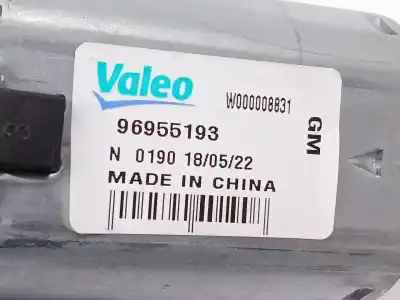 Valeo
W000008831
96955193
GM
N 0190 18/05/22
MADE IN CHINA